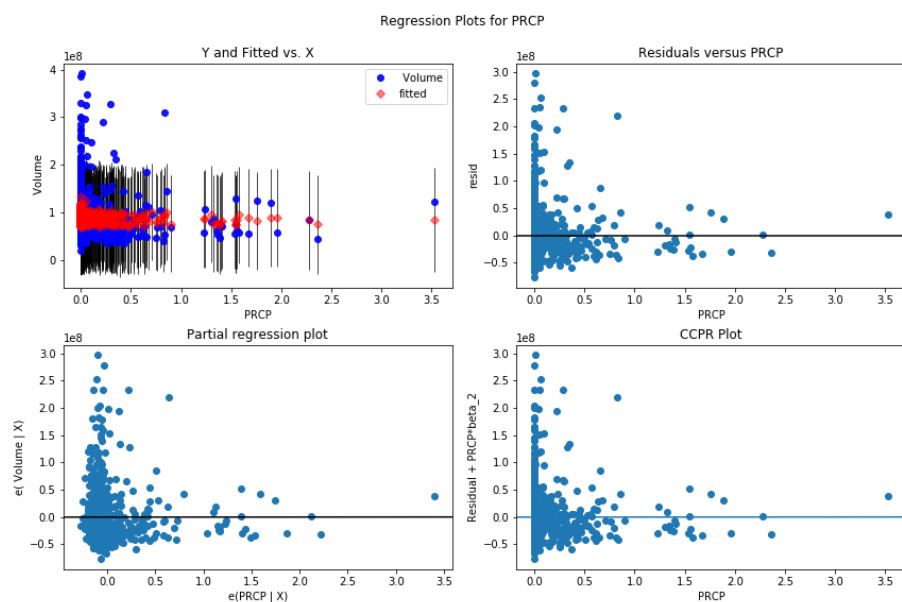 Regression Plots for PRCP
Y and Fitted vs. X
1e8
4
3
2
1
0
Volume
Volume
fitted
0.0 0.5 1.0 1.5 2.0 2.5 3.0 3.5
PRCP
Residuals versus PRCP
1e8
3.0
2.5
2.0
1.5
1.0
0.5
0.0
−0.5
resid
0.0 0.5 1.0 1.5 2.0 2.5 3.0 3.5
PRCP
Partial regression plot
1e8
3.0
2.5
2.0
1.5
1.0
0.5
0.0
−0.5
e( Volume | X)
0.0 0.5 1.0 1.5 2.0 2.5 3.0 3.5
e(PRCP | X)
CCPR Plot
1e8
3.0
2.5
2.0
1.5
1.0
0.5
0.0
−0.5
Residual + PRCP*beta_2
0.0 0.5 1.0 1.5 2.0 2.5 3.0 3.5
PRCP